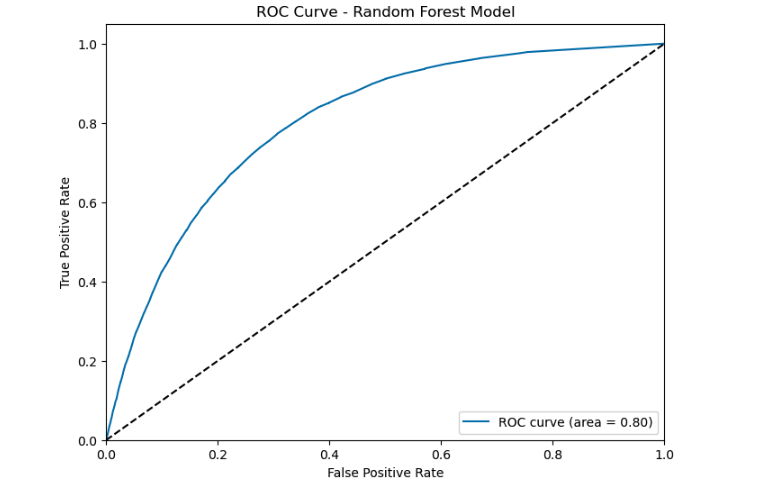 ROC Curve - Random Forest Model
True Positive Rate
1.0
0.8
0.6
0.4
0.2
0.0
ROC curve (area = 0.80)
0.0 0.2 0.4 0.6 0.8 1.0
False Positive Rate